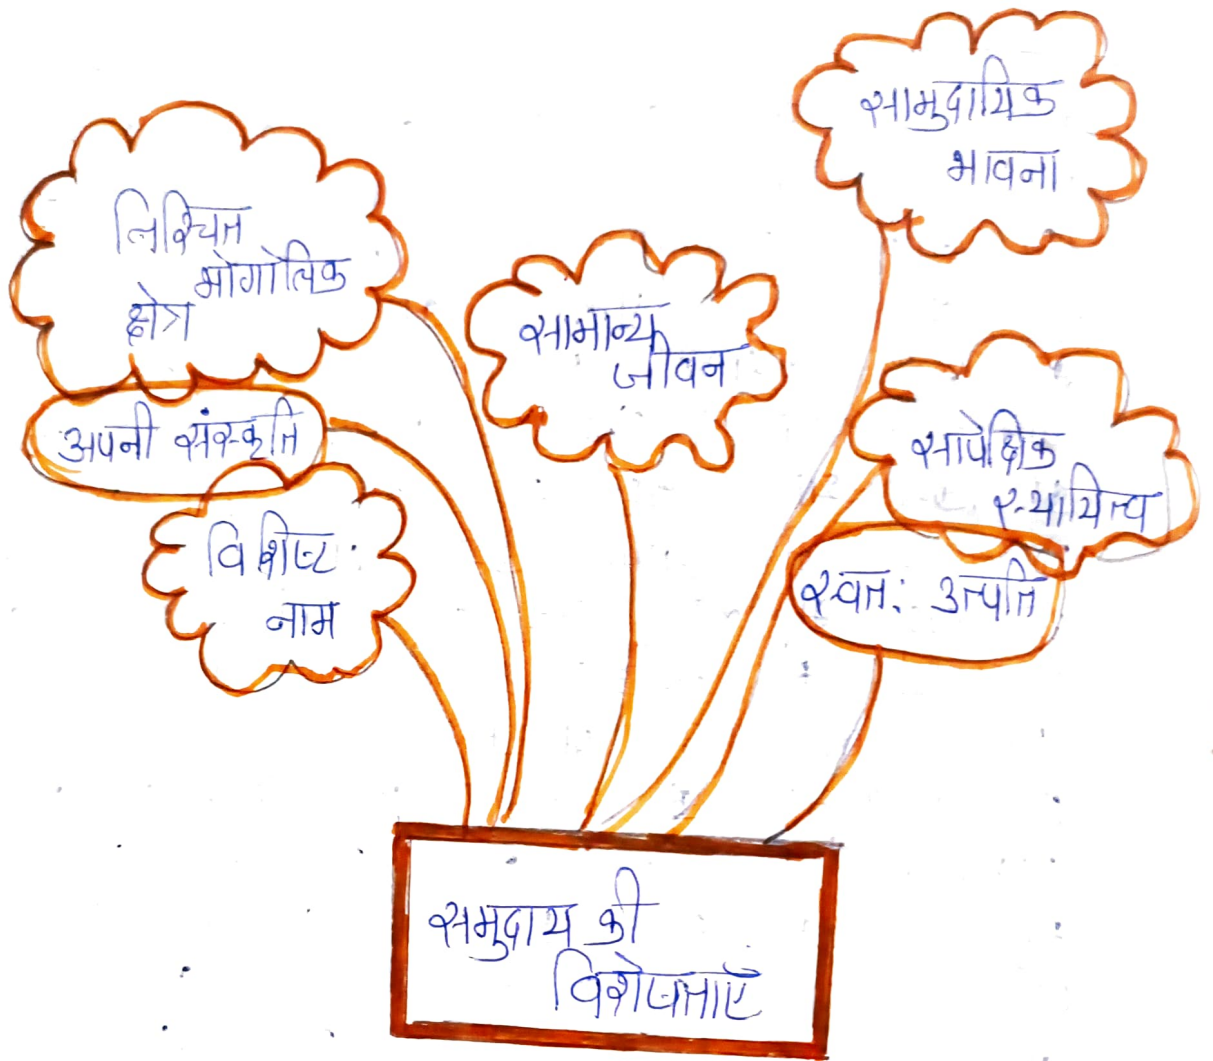 सामुदायिक
भावना
निश्चित
भोगोलिक
क्षेत्र
सामान्य
जीवन
अपनी संस्कृति
सापेक्षिक
स्थायित्व
विशिष्ट
नाम
स्वत: उत्पति
समुदाय की
विशेषताएँ